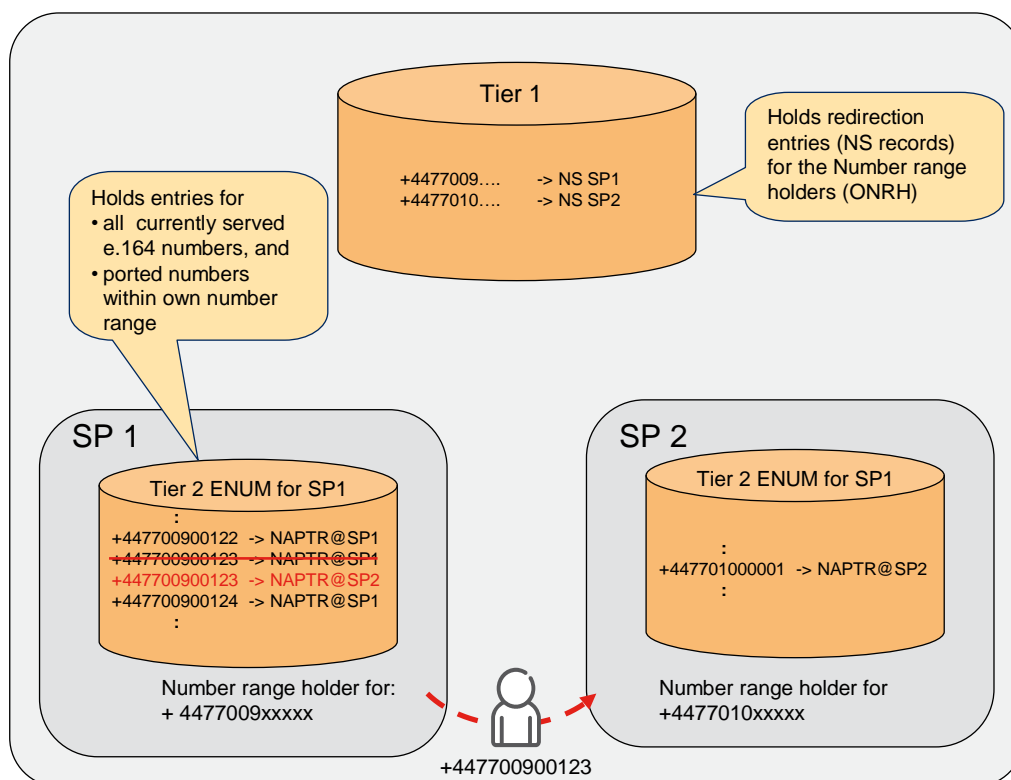 Tier 1
+4477009.... -> NS SP1
+4477010.... -> NS SP2
Holds redirection
entries (NS records)
for the Number range
holders (ONRH)
Holds entries for
• all currently served
e.164 numbers, and
• ported numbers
within own number
range
SP 1
Tier 2 ENUM for SP1
:
+447700900122 -> NAPTR@SP1
+447700900123 -> NAPTR@SP1
+447700900123 -> NAPTR@SP2
+447700900124 -> NAPTR@SP1
:
Number range holder for:
+ 4477009xxxxx
SP 2
Tier 2 ENUM for SP1
:
+447701000001 -> NAPTR@SP2
:
Number range holder for
+4477010xxxxx
+447700900123